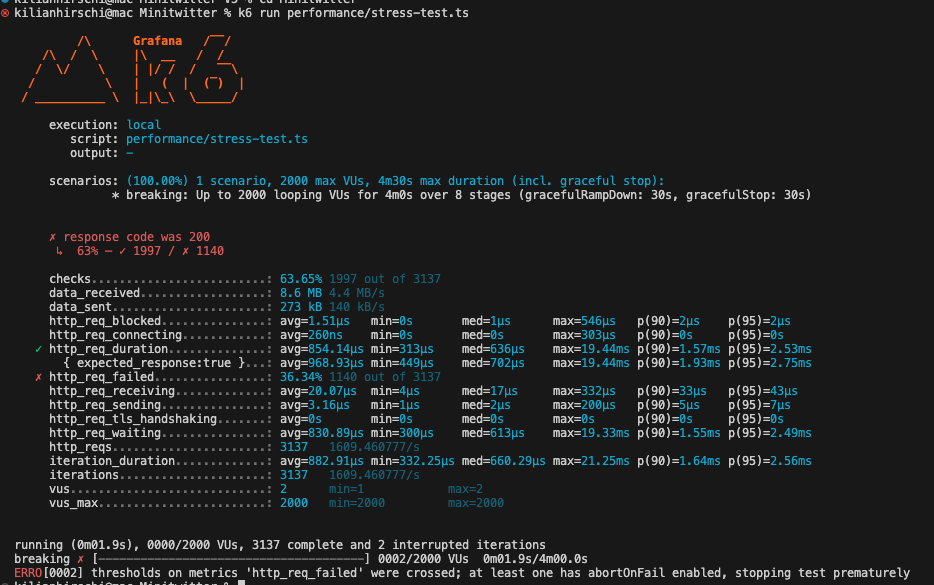 kilianhirschi@mac Minitwitter % k6 run performance/stress-test.ts
Grafana
k6
execution: local
script: performance/stress-test.ts
output: -
scenarios: (100.00%) 1 scenario, 2000 max VUs, 4m30s max duration (incl. graceful stop):
* breaking: Up to 2000 looping VUs for 4m0s over 8 stages (gracefulRampDown: 30s, gracefulStop: 30s)
✗ response code was 200
↳ 63% — ✓ 1997 / ✗ 1140
checks.........................: 63.65% 1997 out of 3137
data_received..................: 8.6 MB 4.4 MB/s
data_sent......................: 273 kB 140 kB/s
http_req_blocked...............: avg=1.51µs min=0s med=1µs max=546µs p(90)=2µs p(95)=2µs
http_req_connecting............: avg=260ns min=0s med=0s max=303µs p(90)=0s p(95)=0s
✓ http_req_duration..............: avg=854.14µs min=313µs med=636µs max=19.44ms p(90)=1.57ms p(95)=2.53ms
{ expected_response:true }...: avg=968.93µs min=449µs med=702µs max=19.44ms p(90)=1.93ms p(95)=2.75ms
✗ http_req_failed................: 36.34% 1140 out of 3137
http_req_receiving.............: avg=20.07µs min=4µs med=17µs max=332µs p(90)=33µs p(95)=43µs
http_req_sending...............: avg=3.16µs min=1µs med=2µs max=200µs p(90)=5µs p(95)=7µs
http_req_tls_handshaking.......: avg=0s min=0s med=0s max=0s p(90)=0s p(95)=0s
http_req_waiting...............: avg=830.89µs min=300µs med=613µs max=19.33ms p(90)=1.55ms p(95)=2.49ms
http_reqs......................: 3137 1609.460777/s
iteration_duration.............: avg=882.91µs min=332.25µs med=660.29µs max=21.25ms p(90)=1.64ms p(95)=2.56ms
iterations.....................: 3137 1609.460777/s
vus............................: 2 min=1 max=2
vus_max........................: 2000 min=2000 max=2000
running (0m01.9s), 0000/2000 VUs, 3137 complete and 2 interrupted iterations
breaking ✗ [--------------------------------------] 0002/2000 VUs 0m01.9s/4m00.0s
ERRO[0002] thresholds on metrics 'http_req_failed' were crossed; at least one has abortOnFail enabled, stopping test prematurely